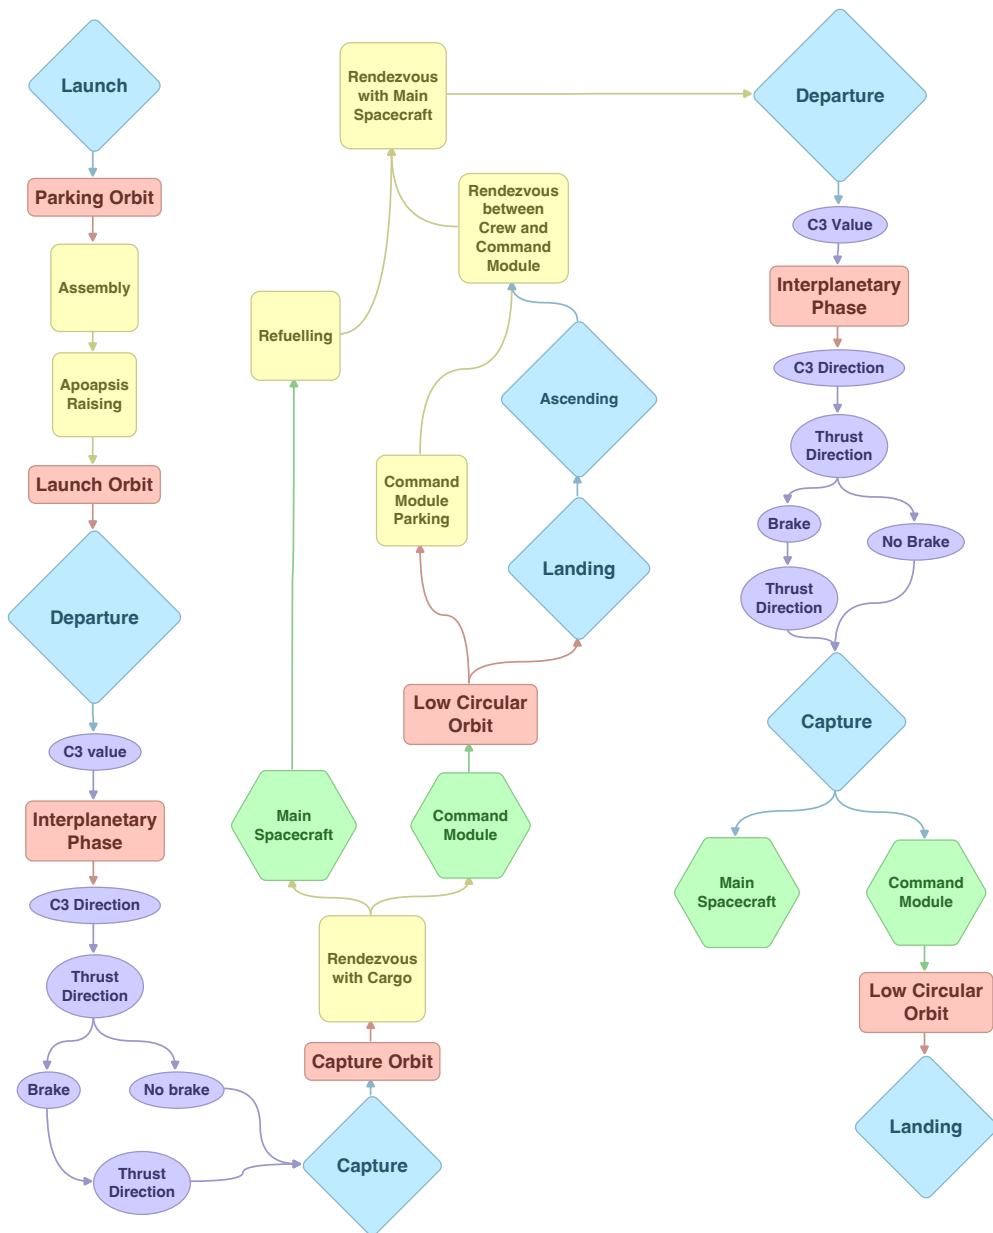 Launch
Parking Orbit
Assembly
Apoapsis
Raising
Launch Orbit
Departure
C3 value
Interplanetary
Phase
C3 Direction
Thrust
Direction
Brake
No brake
Thrust
Direction
Capture
Capture Orbit
Rendezvous
with Cargo
Main
Spacecraft
Command
Module
Refuelling
Low Circular
Orbit
Command
Module
Parking
Landing
Ascending
Rendezvous
between
Crew and
Command
Module
Rendezvous
with Main
Spacecraft
Departure
C3 Value
Interplanetary
Phase
C3 Direction
Thrust
Direction
Brake
No Brake
Thrust
Direction
Capture
Main
Spacecraft
Command
Module
Low Circular
Orbit
Landing